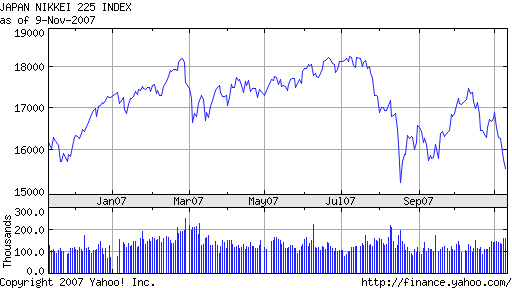 JAPAN NIKKEI 225 INDEX
as of 9-Nov-2007
19000
18000
17000
16000
15000
Jan07 Mar07 May07 Jul07 Sep07
300.0
200.0
100.0
0.0
Thousands
Copyright 2007 Yahoo! Inc. http://finance.yahoo.com/